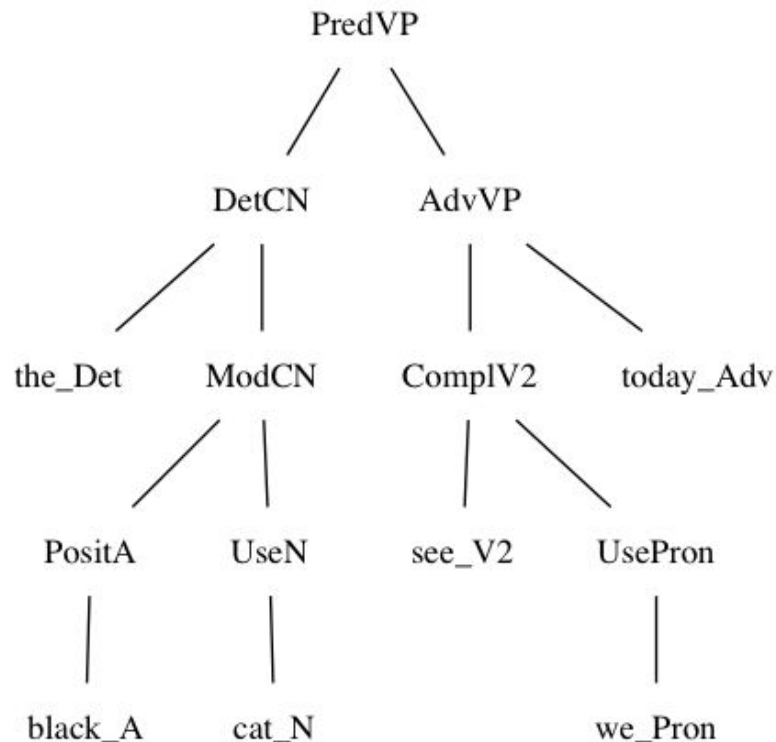 PredVP
DetCN AdvVP
the_Det ModCN ComplV2 today_Adv
PositA UseN see_V2 UsePron
black_A cat_N we_Pron